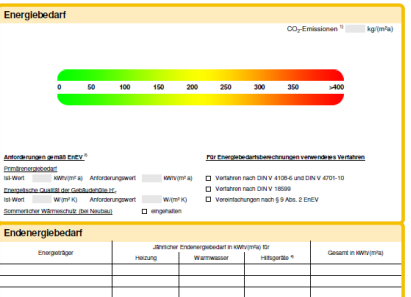 Energiebedarf
CO₂-Emissionen ¹⁾ kg/(m²a)
0 50 100 150 200 250 300 350 >400
Anforderungen gemäß EnEV ²⁾
Primärenergiebedarf
Ist-Wert kWh/(m² a) Anforderungswert kWh/(m² a)
Energetische Qualität der Gebäudehülle H'ₜ
Ist-Wert W/(m² K) Anforderungswert W/(m² K)
Sommerlicher Wärmeschutz (bei Neubau) eingehalten
Für Energiebedarfsberechnungen verwendetes Verfahren
Verfahren nach DIN V 4108-6 und DIN V 4701-10
Verfahren nach DIN V 18599
Vereinfachungen nach § 9 Abs. 2 EnEV
Endenergiebedarf
Energieträger
Jährlicher Endenergiebedarf in kWh/(m²a) für
Heizung Warmwasser Hilfsgeräte ⁴⁾
Gesamt in kWh/(m²a)